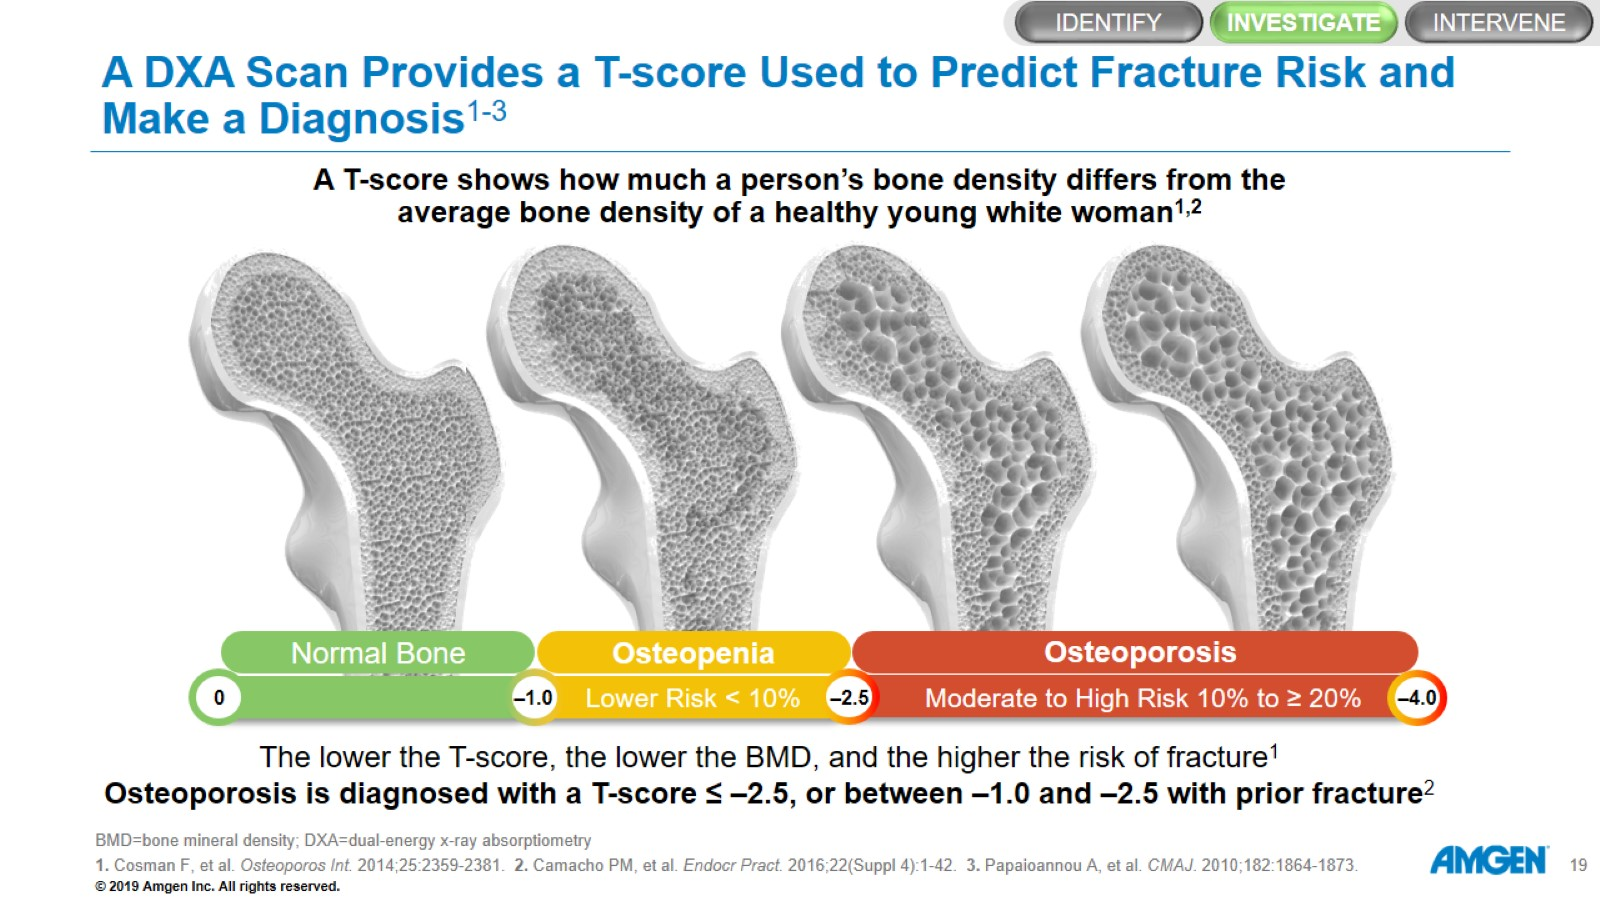 IDENTIFY INVESTIGATE INTERVENE
A DXA Scan Provides a T-score Used to Predict Fracture Risk and
Make a Diagnosis1-3
A T-score shows how much a person’s bone density differs from the
average bone density of a healthy young white woman1,2
Normal Bone Osteopenia Osteoporosis
0 –1.0 Lower Risk < 10% –2.5 Moderate to High Risk 10% to ≥ 20% –4.0
The lower the T-score, the lower the BMD, and the higher the risk of fracture1
Osteoporosis is diagnosed with a T-score ≤ –2.5, or between –1.0 and –2.5 with prior fracture2
BMD=bone mineral density; DXA=dual-energy x-ray absorptiometry
1. Cosman F, et al. Osteoporos Int. 2014;25:2359-2381. 2. Camacho PM, et al. Endocr Pract. 2016;22(Suppl 4):1-42. 3. Papaioannou A, et al. CMAJ. 2010;182:1864-1873.
© 2019 Amgen Inc. All rights reserved.
AMGEN 19